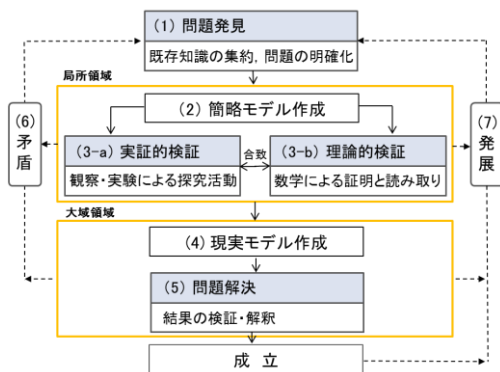 (1) 問題発見
既存知識の集約，問題の明確化
局所領域
(2) 簡略モデル作成
(3-a) 実証的検証
観察・実験による探究活動
合致
(3-b) 理論的検証
数学による証明と読み取り
(6)
矛
盾
(7)
発
展
大域領域
(4) 現実モデル作成
(5) 問題解決
結果の検証・解釈
成 立